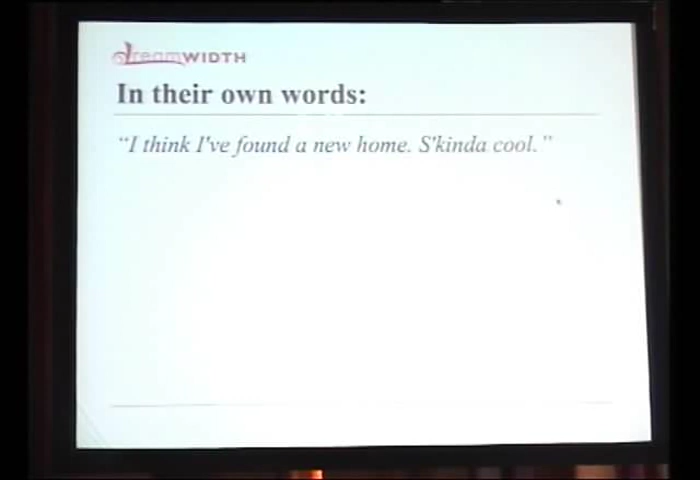 dreamWIDTH
In their own words:
“I think I've found a new home. S'kinda cool.”